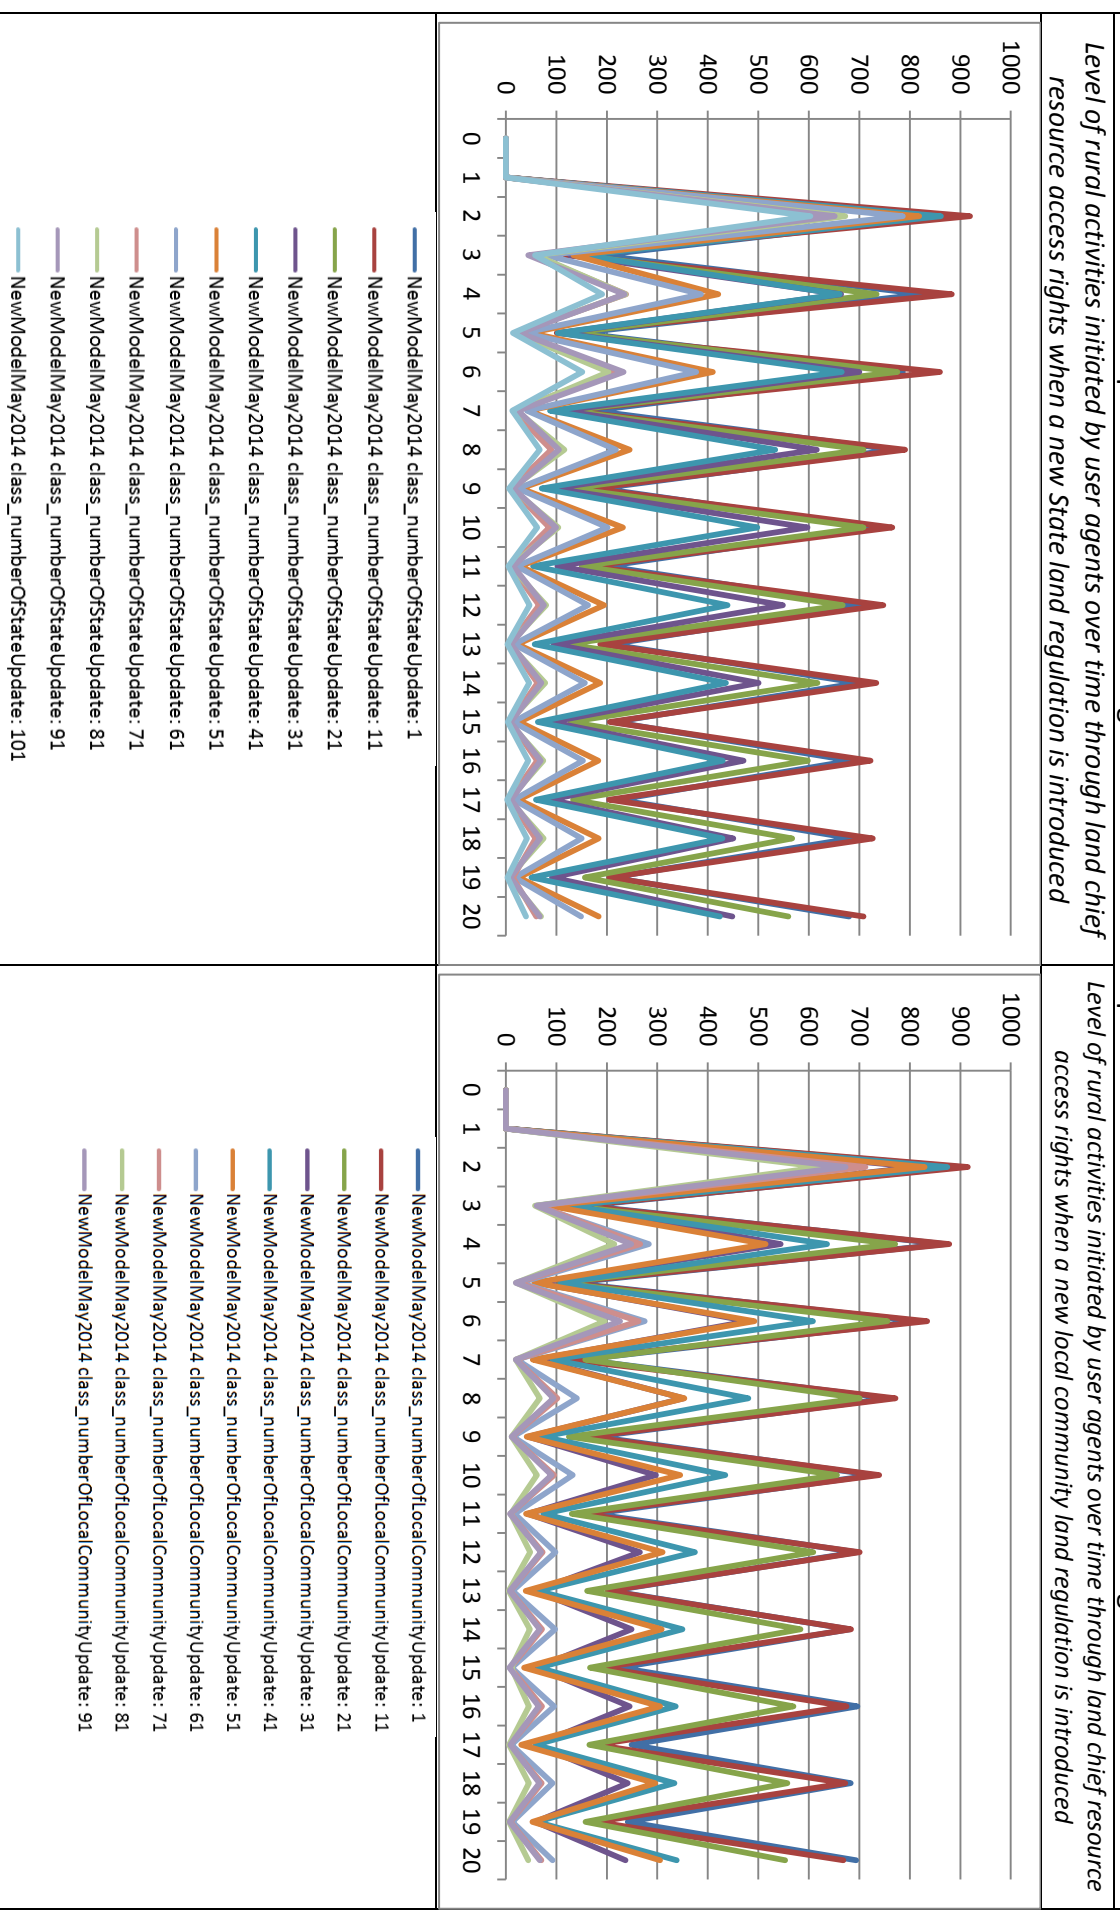 Level of rural activities initiated by user agents over time through land chief
resource access rights when a new State land regulation is introduced
1000
900
800
700
600
500
400
300
200
100
0
0 1 2 3 4 5 6 7 8 9 10 11 12 13 14 15 16 17 18 19 20
NewModelMay2014 class_numberOfStateUpdate: 1
NewModelMay2014 class_numberOfStateUpdate: 11
NewModelMay2014 class_numberOfStateUpdate: 21
NewModelMay2014 class_numberOfStateUpdate: 31
NewModelMay2014 class_numberOfStateUpdate: 41
NewModelMay2014 class_numberOfStateUpdate: 51
NewModelMay2014 class_numberOfStateUpdate: 61
NewModelMay2014 class_numberOfStateUpdate: 71
NewModelMay2014 class_numberOfStateUpdate: 81
NewModelMay2014 class_numberOfStateUpdate: 91
NewModelMay2014 class_numberOfStateUpdate: 101
Level of rural activities initiated by user agents over time through land chief resource
access rights when a new local community land regulation is introduced
1000
900
800
700
600
500
400
300
200
100
0
0 1 2 3 4 5 6 7 8 9 10 11 12 13 14 15 16 17 18 19 20
NewModelMay2014 class_numberOfLocalCommunityUpdate: 1
NewModelMay2014 class_numberOfLocalCommunityUpdate: 11
NewModelMay2014 class_numberOfLocalCommunityUpdate: 21
NewModelMay2014 class_numberOfLocalCommunityUpdate: 31
NewModelMay2014 class_numberOfLocalCommunityUpdate: 41
NewModelMay2014 class_numberOfLocalCommunityUpdate: 51
NewModelMay2014 class_numberOfLocalCommunityUpdate: 61
NewModelMay2014 class_numberOfLocalCommunityUpdate: 71
NewModelMay2014 class_numberOfLocalCommunityUpdate: 81
NewModelMay2014 class_numberOfLocalCommunityUpdate: 91